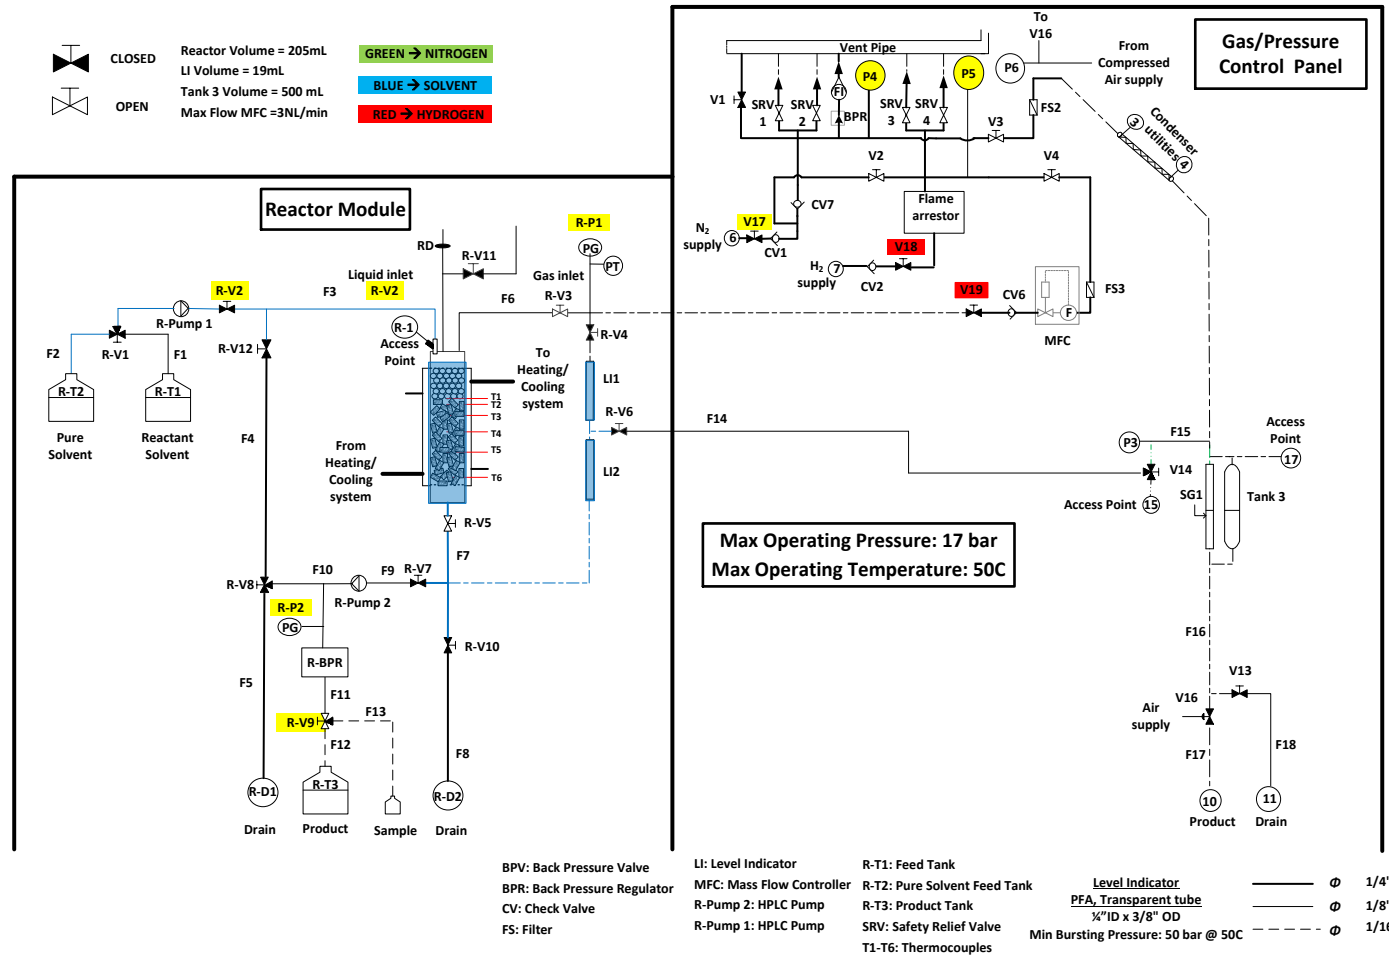 CLOSED
OPEN
Reactor Volume = 205mL
LI Volume = 19mL
Tank 3 Volume = 500 mL
Max Flow MFC =3NL/min
GREEN → NITROGEN
BLUE → SOLVENT
RED → HYDROGEN
Gas/Pressure
Control Panel
To
V16
From
Compressed
Air supply
P6
Vent Pipe
P4
P5
V1
SRV
1
SRV
2
FI
BPR
SRV
3
SRV
4
V3
FS2
Condenser
utilities
3
4
V2
V4
CV7
Flame
arrestor
N2
supply
6
V17
CV1
V18
H2
supply
7
CV2
V19
CV6
F
MFC
FS3
Reactor Module
RD
R-V11
R-P1
PG
PT
Liquid inlet
R-V2
Gas inlet
R-V3
F6
F3
R-V2
R-Pump 1
R-V4
R-1
Access
Point
R-V12
R-V1
F2
F1
R-T2
R-T1
Pure
Solvent
Reactant
Solvent
To
Heating/
Cooling
system
T1
T2
T3
T4
T5
T6
LI1
R-V6
LI2
F14
F4
From
Heating/
Cooling
system
R-V5
F7
R-V7
F9
F10
R-Pump 2
R-V8
R-P2
PG
R-BPR
R-V10
F11
F5
R-V9
F13
F12
F8
R-D1
R-T3
R-D2
Drain
Product
Sample
Drain
P3
F15
Access
Point
17
V14
Access Point
15
SG1
Tank 3
Max Operating Pressure: 17 bar
Max Operating Temperature: 50C
F16
V13
V16
Air
supply
F17
F18
10
11
Product
Drain
BPV: Back Pressure Valve
BPR: Back Pressure Regulator
CV: Check Valve
FS: Filter
LI: Level Indicator
MFC: Mass Flow Controller
R-Pump 2: HPLC Pump
R-Pump 1: HPLC Pump
R-T1: Feed Tank
R-T2: Pure Solvent Feed Tank
R-T3: Product Tank
SRV: Safety Relief Valve
T1-T6: Thermocouples
Level Indicator
PFA, Transparent tube
¼”ID x 3/8" OD
Min Bursting Pressure: 50 bar @ 50C
Φ 1/4"
Φ 1/8"
Φ 1/16